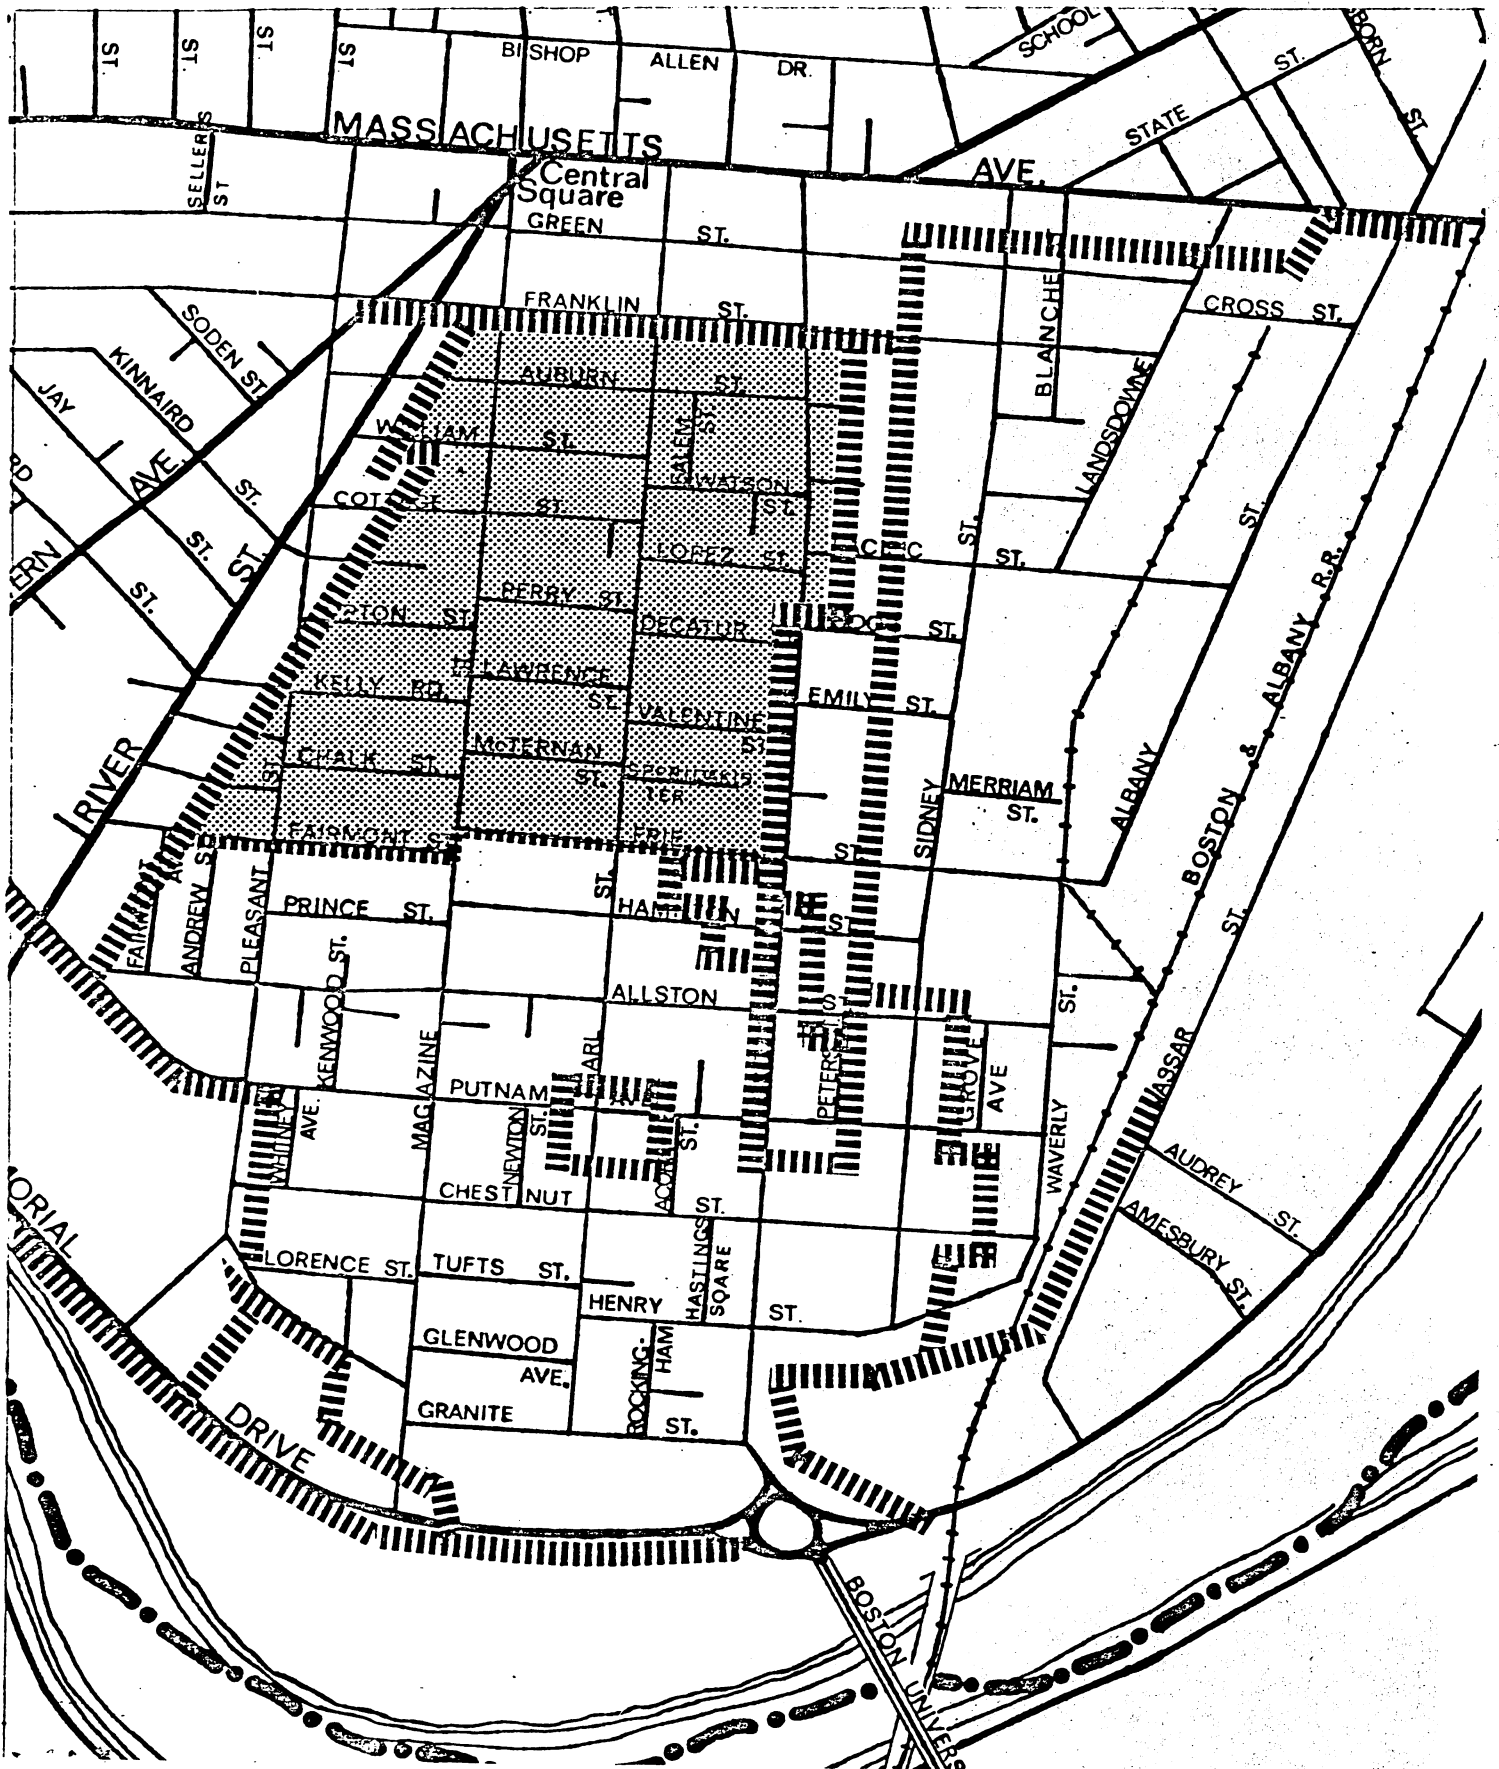 ST.
ST.
ST.
ST.
BISHOP ALLEN DR.
SCHOOL
ST.
STATE
ST.
MASSACHUSETTS
AVE.
Central
Square
SELLERS
ST
GREEN ST.
FRANKLIN ST.
CROSS ST.
BLANCHE
LANDSDOWNE
SODEN ST.
KINNAIRD
ST.
JAY
ST.
AVE.
ST.
ST.
AUBURN ST.
ST.
SALEM
ST
WATSON
ST.
COTTAGE ST.
LOPEZ ST.
ST.
ST.
ST.
PERRY ST.
ST.
DECATUR
ST.
LAWRENCE
ST.
KELLY RD.
EMILY ST.
VALENTINE
ST
McTERNAN
ST.
CHALK ST.
ST
TER
MERRIAM
ST.
SIDNEY
ALBANY
BOSTON & ALBANY R.R.
RIVER
FAIRMONT ST
ERIE
ST.
ANDREW
PLEASANT
PRINCE ST.
ST.
ST.
ST.
ALLSTON
ST.
ST.
VASSAR
KENWOOD ST.
MAGAZINE
PUTNAM
GROVE
AVE
WAVERLY
WHITNEY
AVE.
NEWTON
ST.
ST.
AUDREY
ST.
AMESBURY
ST.
CHESTNUT
ST.
HASTINGS
SQARE
TUFTS ST.
ST.
HENRY ST.
GLENWOOD
AVE.
ROCKING-
HAM
GRANITE
ST.
DRIVE
BOSTON